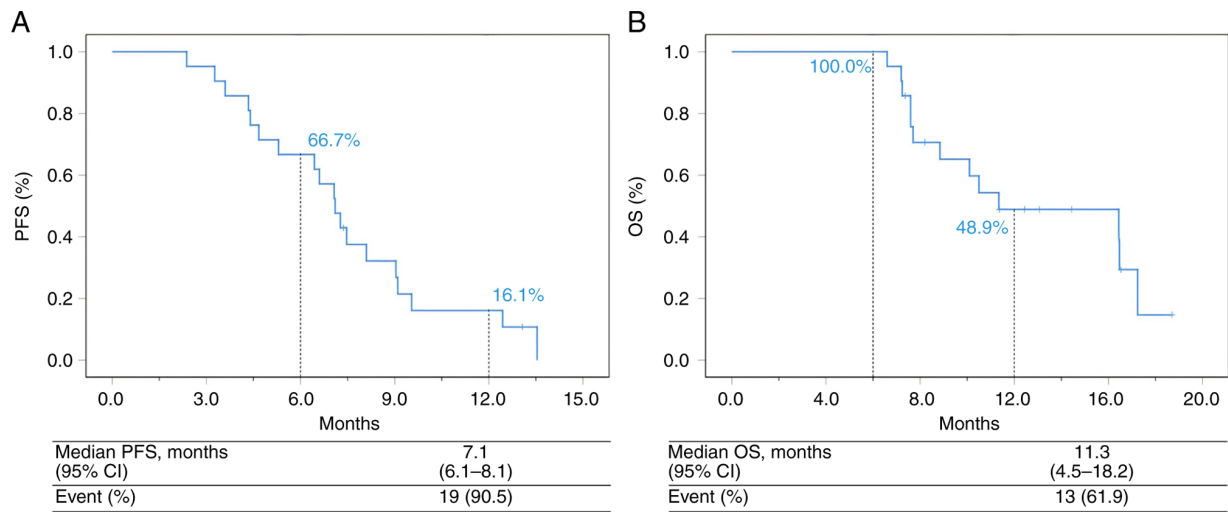 A
1.0
0.8
0.6
0.4
0.2
0.0
PFS (%)
66.7%
16.1%
0.0 3.0 6.0 9.0 12.0 15.0
Months
Median PFS, months 7.1
(95% CI) (6.1–8.1)
Event (%) 19 (90.5)
B
1.0
0.8
0.6
0.4
0.2
0.0
OS (%)
100.0%
48.9%
0.0 4.0 8.0 12.0 16.0 20.0
Months
Median OS, months 11.3
(95% CI) (4.5–18.2)
Event (%) 13 (61.9)